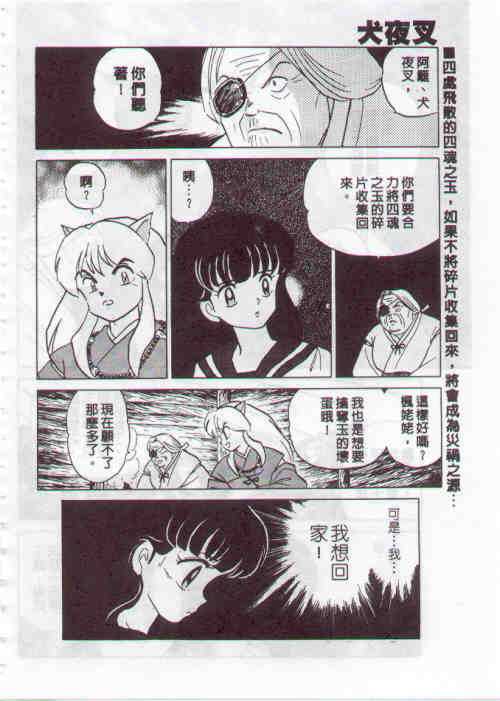 犬夜叉
■四處飛散的四魂之玉，如果不將碎片收集回來，將會成為災禍之源…
阿籬、犬
夜叉，
你們聽
著！
你們要合
力將四魂
之玉的碎
片收集回
來。
咦…？
啊？
這樣好嗎？
楓姥姥，
我也是想要
搶奪玉的壞
蛋哦！
現在顧不了
那麼多了。
可是…我…
我想回
家！